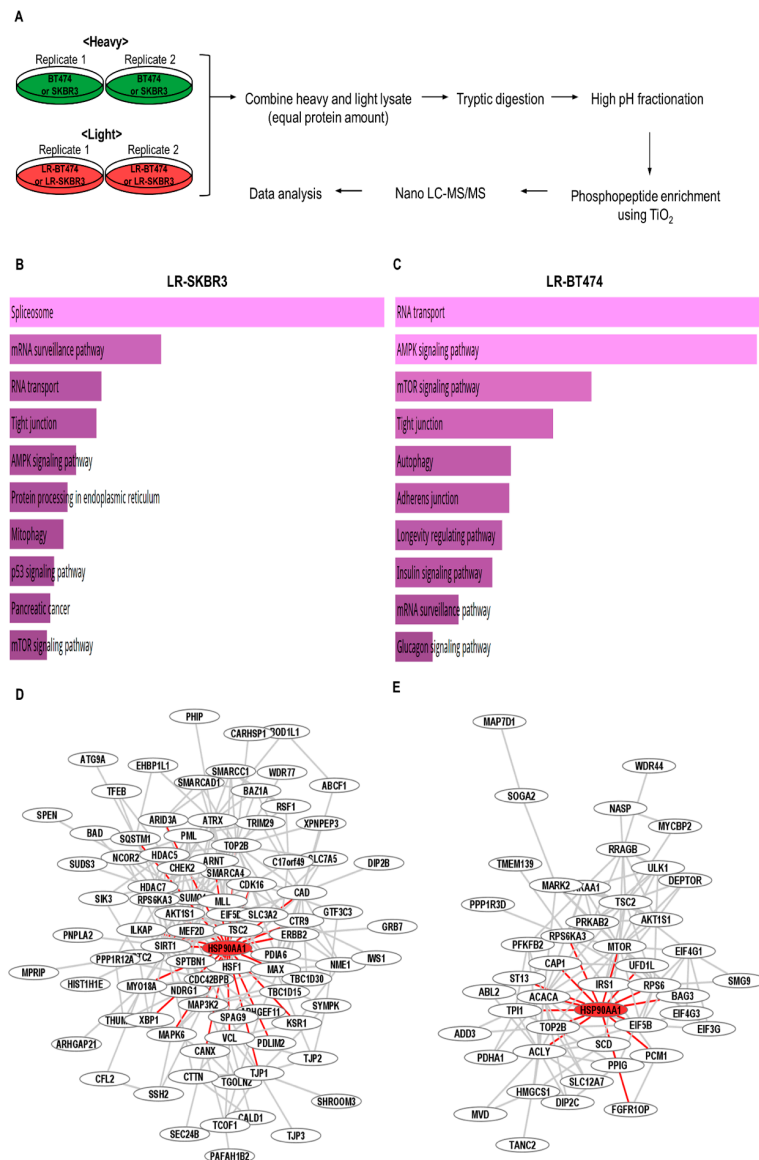 A
<Heavy>
Replicate 1 Replicate 2
BT474 or SKBR3 BT474 or SKBR3
<Light>
Replicate 1 Replicate 2
LR-BT474 or LR-SKBR3 LR-BT474 or LR-SKBR3
Combine heavy and light lysate
(equal protein amount)
Tryptic digestion
High pH fractionation
Phosphopeptide enrichment
using TiO2
Nano LC-MS/MS
Data analysis
B
LR-SKBR3
Spliceosome
mRNA surveillance pathway
RNA transport
Tight junction
AMPK signaling pathway
Protein processing in endoplasmic reticulum
Mitophagy
p53 signaling pathway
Pancreatic cancer
mTOR signaling pathway
C
LR-BT474
RNA transport
AMPK signaling pathway
mTOR signaling pathway
Tight junction
Autophagy
Adherens junction
Longevity regulating pathway
Insulin signaling pathway
mRNA surveillance pathway
Glucagon signaling pathway
D
PHIP
CARHSP1
BOD1L1
ATG9A
EHBP1L1
SMARCC1
WDR77
SMARCAD1
BAZ1A
ABCF1
TFEB
RSF1
SPEN
ARID3A
ATRX
TRIM29
XPNPEP3
BAD
SQSTM1
PML
TOP2B
NCOR2
HDAC5
ARNT
C17orf49
SLC7A5
DIP2B
SUDS3
CHEK2
SMARCA4
HDAC7
CDK16
SIK3
RPS6KA3
MLL
CAD
AKT1S1
SLC3A2
GTF3C3
CTR9
GRB7
PNPLA2
ILKAP
MEF2D
TSC2
ERBB2
SIRT1
HSP90AA1
PPP1R12A
SPTBN1
PDIA6
NME1
MPRIP
HSF1
MAX
HIST1H1E
MYO18A
CDC42BPB
TBC1D30
NDRG1
TBC1D15
MAP3K2
XBP1
SPAG9
SYMPK
MAPK6
KSR1
ARHGAP21
VCL
PDLIM2
CANX
TJP2
TJP1
CFL2
CTTN
TGOLN2
SSH2
SHROOM3
CALD1
TCOF1
SEC24B
TJP3
PAFAH1B2
E
MAP7D1
WDR44
SOGA2
NASP
MYCBP2
RRAGB
TMEM139
ULK1
MARK2
DEPTOR
TSC2
PPP1R3D
PRKAB2
AKT1S1
RPS6KA3
PFKFB2
MTOR
EIF4G1
CAP1
UFD1L
ST13
SMG9
IRS1
RPS6
ABL2
ACACA
BAG3
TPI1
HSP90AA1
EIF4G3
TOP2B
EIF5B
EIF3G
ADD3
SCD
PDHA1
ACLY
PCM1
PPIG
SLC12A7
HMGCS1
DIP2C
FGFR1OP
MVD
TANC2